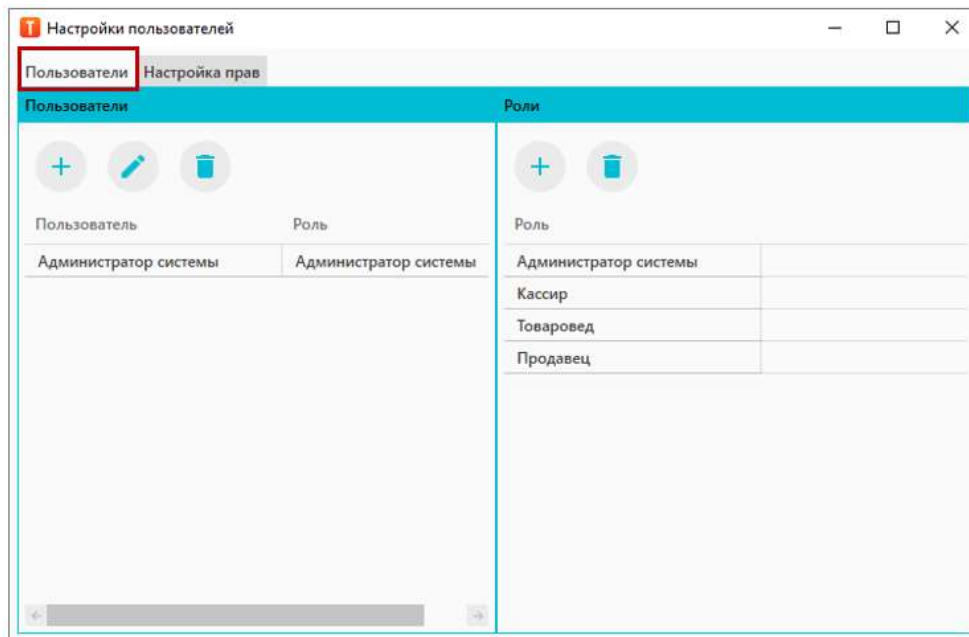 T Настройки пользователей
Пользователи Настройка прав
Пользователи
Пользователь Роль
Администратор системы Администратор системы
Роли
Роль
Администратор системы
Кассир
Товаровед
Продавец